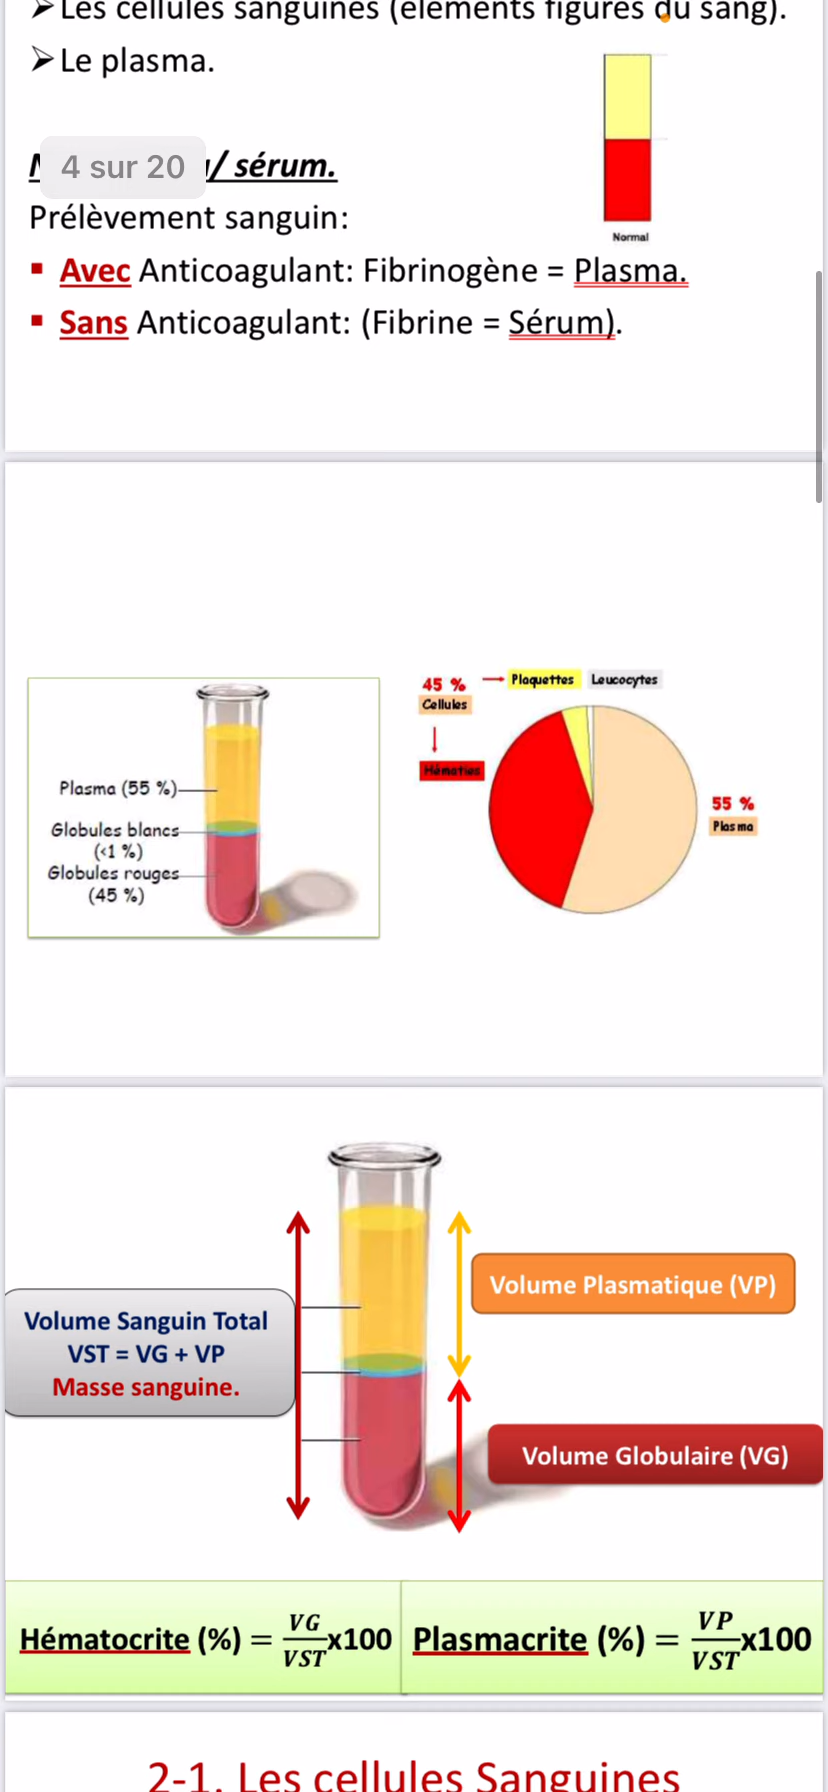 ➢Les cellules sanguines (éléments figurés du sang).
➢Le plasma.
4 sur 20
/ sérum.
Normal
Prélèvement sanguin:
▪ Avec Anticoagulant: Fibrinogène = Plasma.
▪ Sans Anticoagulant: (Fibrine = Sérum).
Plasma (55 %)
Globules blancs
(<1 %)
Globules rouges
(45 %)
45 %
Cellules
Plaquettes
Leucocytes
Hématies
55 %
Plasma
Volume Sanguin Total
VST = VG + VP
Masse sanguine.
Volume Plasmatique (VP)
Volume Globulaire (VG)
Hématocrite (%) = VG/VST x100
Plasmacrite (%) = VP/VST x100
2-1. Les cellules Sanguines